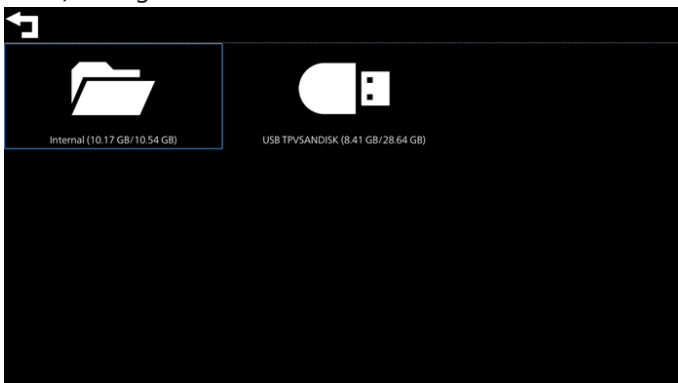 Internal (10.17 GB/10.54 GB)
USB TPVSANDISK (8.41 GB/28.64 GB)